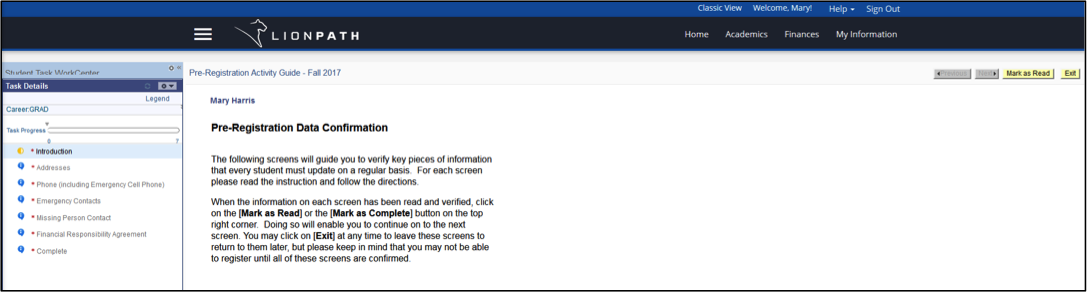 Classic View Welcome, Mary! Help Sign Out
LIONPATH
Home Academics Finances My Information
Student Task WorkCenter
Pre-Registration Activity Guide - Fall 2017
Previous Next Mark as Read Exit
Task Details
Legend
Career:GRAD
Task Progress
0 7
* Introduction
* Addresses
* Phone (including Emergency Cell Phone)
* Emergency Contacts
* Missing Person Contact
* Financial Responsibility Agreement
* Complete
Mary Harris
Pre-Registration Data Confirmation
The following screens will guide you to verify key pieces of information
that every student must update on a regular basis. For each screen
please read the instruction and follow the directions.
When the information on each screen has been read and verified, click
on the [Mark as Read] or the [Mark as Complete] button on the top
right corner. Doing so will enable you to continue on to the next
screen. You may click on [Exit] at any time to leave these screens to
return to them later, but please keep in mind that you may not be able
to register until all of these screens are confirmed.